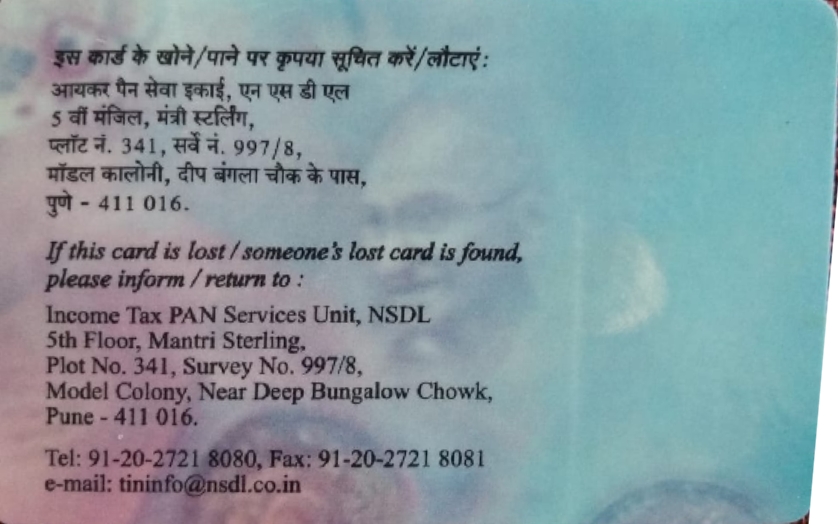 इस कार्ड के खोने/पाने पर कृपया सूचित करें/लौटाएं:
आयकर पैन सेवा इकाई, एन एस डी एल
5 वीं मंजिल, मंत्री स्टर्लिंग,
प्लॉट नं. 341, सर्वे नं. 997/8,
मॉडल कालोनी, दीप बंगला चौक के पास,
पुणे - 411 016.
If this card is lost / someone's lost card is found,
please inform / return to :
Income Tax PAN Services Unit, NSDL
5th Floor, Mantri Sterling,
Plot No. 341, Survey No. 997/8,
Model Colony, Near Deep Bungalow Chowk,
Pune - 411 016.
Tel: 91-20-2721 8080, Fax: 91-20-2721 8081
e-mail: tininfo@nsdl.co.in